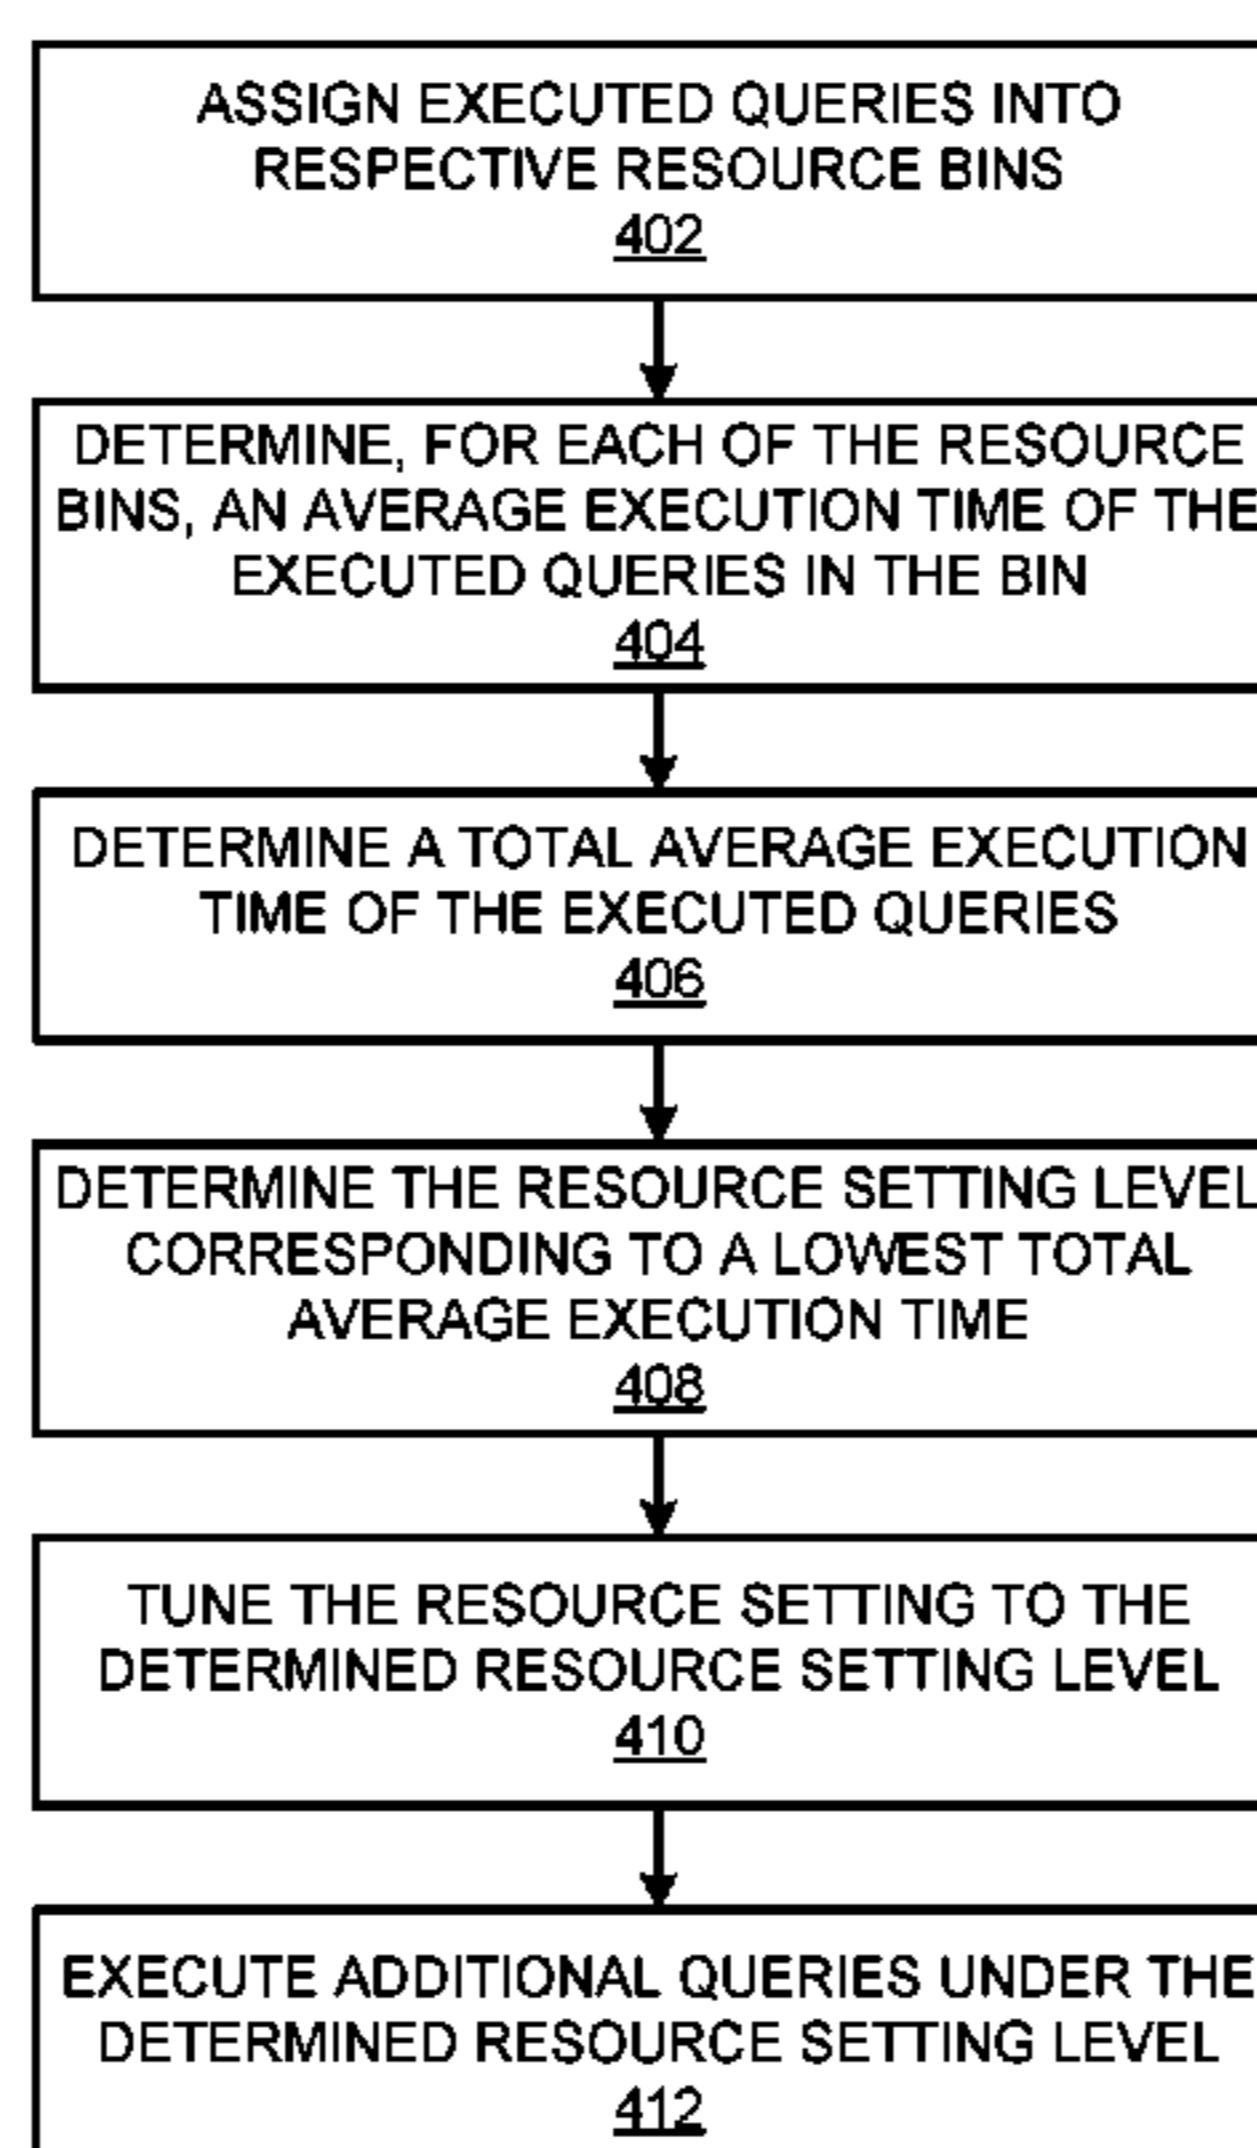 ASSIGN EXECUTED QUERIES INTO
RESPECTIVE RESOURCE BINS
402
DETERMINE, FOR EACH OF THE RESOURCE
BINS, AN AVERAGE EXECUTION TIME OF THE
EXECUTED QUERIES IN THE BIN
404
DETERMINE A TOTAL AVERAGE EXECUTION
TIME OF THE EXECUTED QUERIES
406
DETERMINE THE RESOURCE SETTING LEVEL
CORRESPONDING TO A LOWEST TOTAL
AVERAGE EXECUTION TIME
408
TUNE THE RESOURCE SETTING TO THE
DETERMINED RESOURCE SETTING LEVEL
410
EXECUTE ADDITIONAL QUERIES UNDER THE
DETERMINED RESOURCE SETTING LEVEL
412